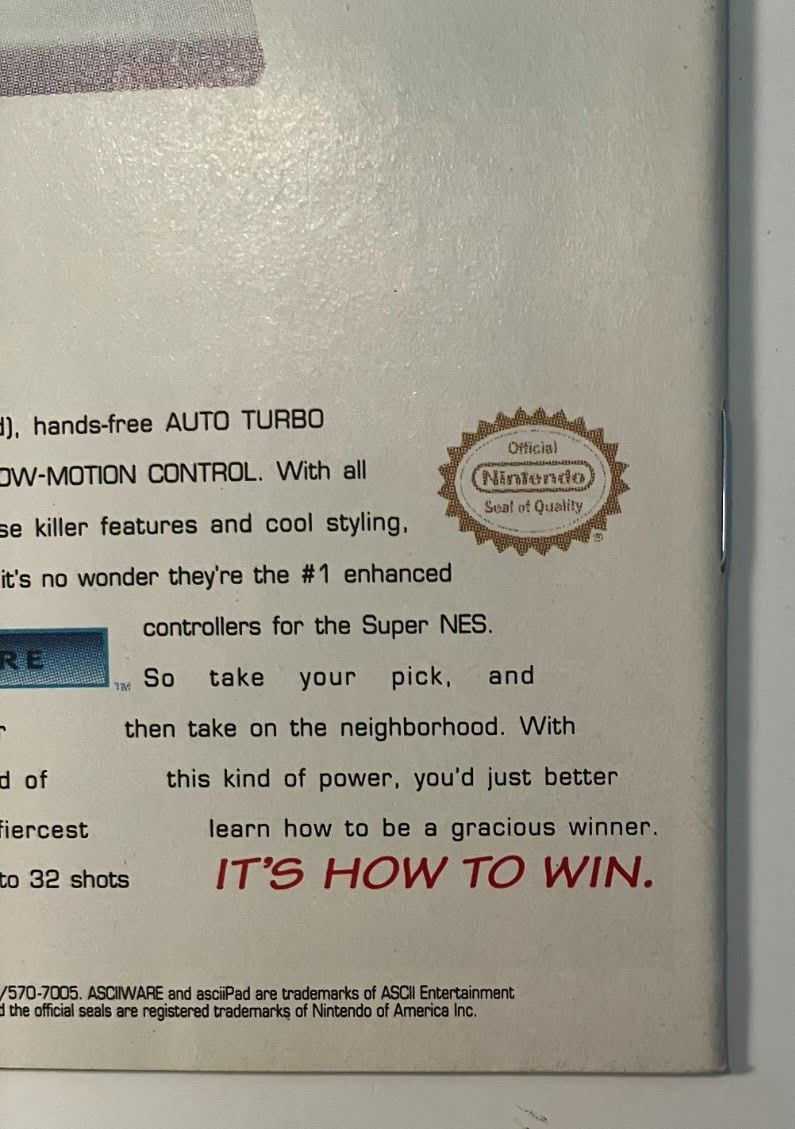 d), hands-free AUTO TURBO
OW-MOTION CONTROL. With all
se killer features and cool styling,
it's no wonder they're the #1 enhanced
controllers for the Super NES.
So take your pick, and
then take on the neighborhood. With
this kind of power, you'd just better
learn how to be a gracious winner.
IT'S HOW TO WIN.
Official
Nintendo
Seal of Quality
®
RE
TM
r
d of
fiercest
to 32 shots
/570-7005. ASCIIWARE and asciiPad are trademarks of ASCII Entertainment
d the official seals are registered trademarks of Nintendo of America Inc.